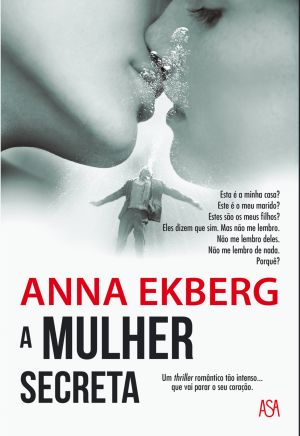 Esta é a minha casa?
Este é o meu marido?
Estes são os meus filhos?
Eles dizem que sim. Mas não me lembro.
Não me lembro deles.
Não me lembro de nada.
Porquê?
ANNA EKBERG
A MULHER
SECRETA
Um thriller romântico tão intenso...
que vai parar o seu coração.
ASA